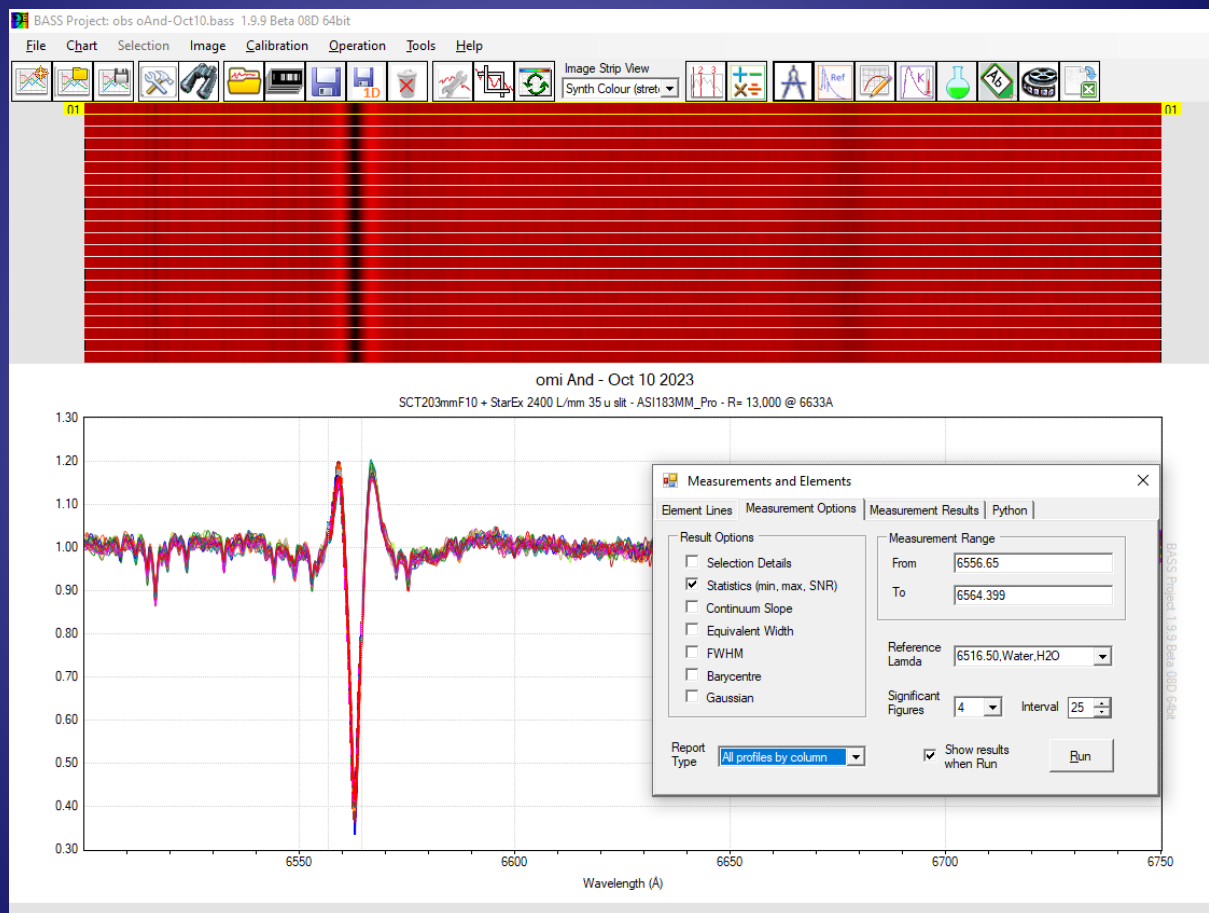 BASS Project: obs oAnd-Oct10.bass 1.9.9 Beta 08D 64bit
File Chart Selection Image Calibration Operation Tools Help
Image Strip View
Synth Colour (stret
1D
1 2 3
Ref
K
A6
01 01
omi And - Oct 10 2023
SCT203mmF10 + StarEx 2400 L/mm 35 u slit - ASI183MM_Pro - R= 13,000 @ 6633A
1.30
1.20
1.10
1.00
0.90
0.80
0.70
0.60
0.50
0.40
0.30
6550 6600 6650 6700 6750
Wavelength (Å)
BASS Project 1.9.9 Beta 08D 64bit
Measurements and Elements
Element Lines Measurement Options Measurement Results Python
Result Options
Selection Details
Statistics (min, max, SNR)
Continuum Slope
Equivalent Width
FWHM
Barycentre
Gaussian
Measurement Range
From 6556.65
To 6564.399
Reference
Lamda 6516.50,Water,H2O
Significant
Figures 4 Interval 25
Report
Type All profiles by column
Show results
when Run
Run